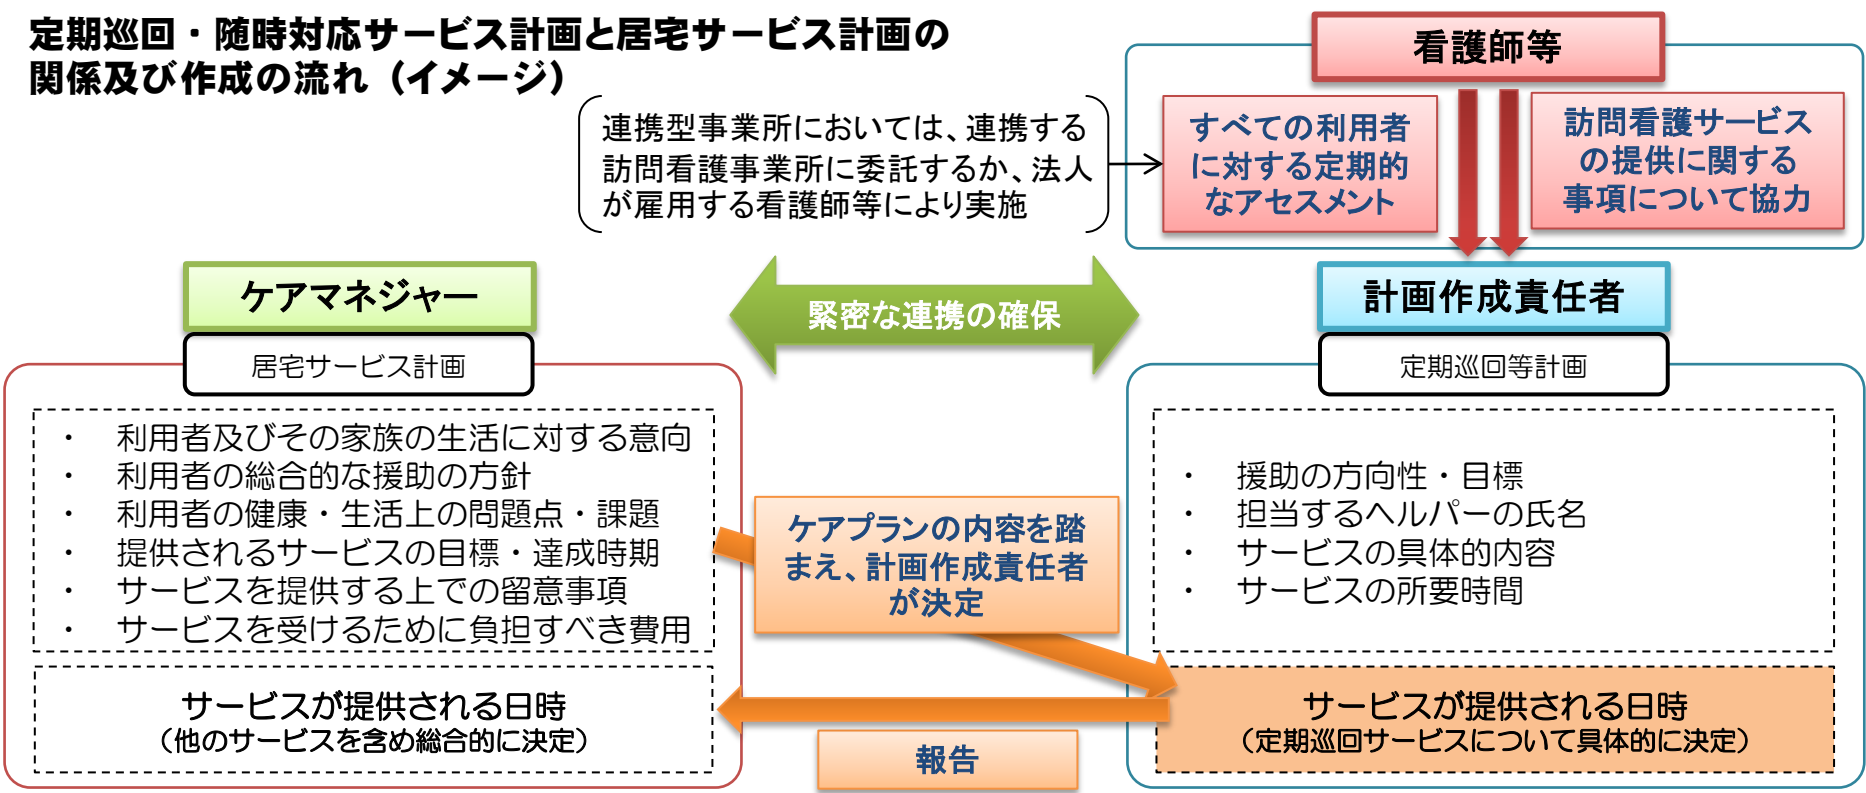 定期巡回・随時対応サービス計画と居宅サービス計画の
関係及び作成の流れ（イメージ）
看護師等
連携型事業所においては、連携する
訪問看護事業所に委託するか、法人
が雇用する看護師等により実施
すべての利用者
に対する定期的
なアセスメント
訪問看護サービス
の提供に関する
事項について協力
ケアマネジャー
緊密な連携の確保
計画作成責任者
居宅サービス計画
定期巡回等計画
・ 利用者及びその家族の生活に対する意向
・ 利用者の総合的な援助の方針
・ 利用者の健康・生活上の問題点・課題
・ 提供されるサービスの目標・達成時期
・ サービスを提供する上での留意事項
・ サービスを受けるために負担すべき費用
ケアプランの内容を踏
まえ、計画作成責任者
が決定
・ 援助の方向性・目標
・ 担当するヘルパーの氏名
・ サービスの具体的内容
・ サービスの所要時間
サービスが提供される日時
（他のサービスを含め総合的に決定）
報告
サービスが提供される日時
（定期巡回サービスについて具体的に決定）